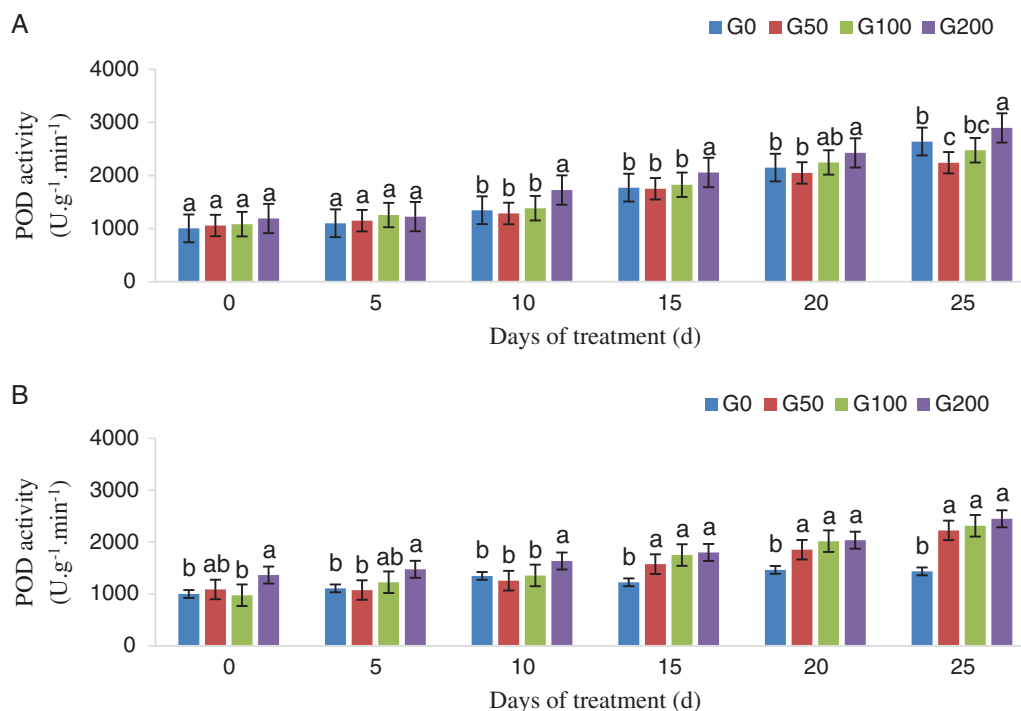 A
G0 G50 G100 G200
4000
3000
2000
1000
0
POD activity
(U.g⁻¹.min⁻¹)
a a a a
a a a a
b b b a
b b b a
b b ab a
b c bc a
0 5 10 15 20 25
Days of treatment (d)
B
G0 G50 G100 G200
4000
3000
2000
1000
0
POD activity
(U.g⁻¹.min⁻¹)
b ab b a
b b ab a
b b b a
b a a a
b a a a
b a a a
0 5 10 15 20 25
Days of treatment (d)